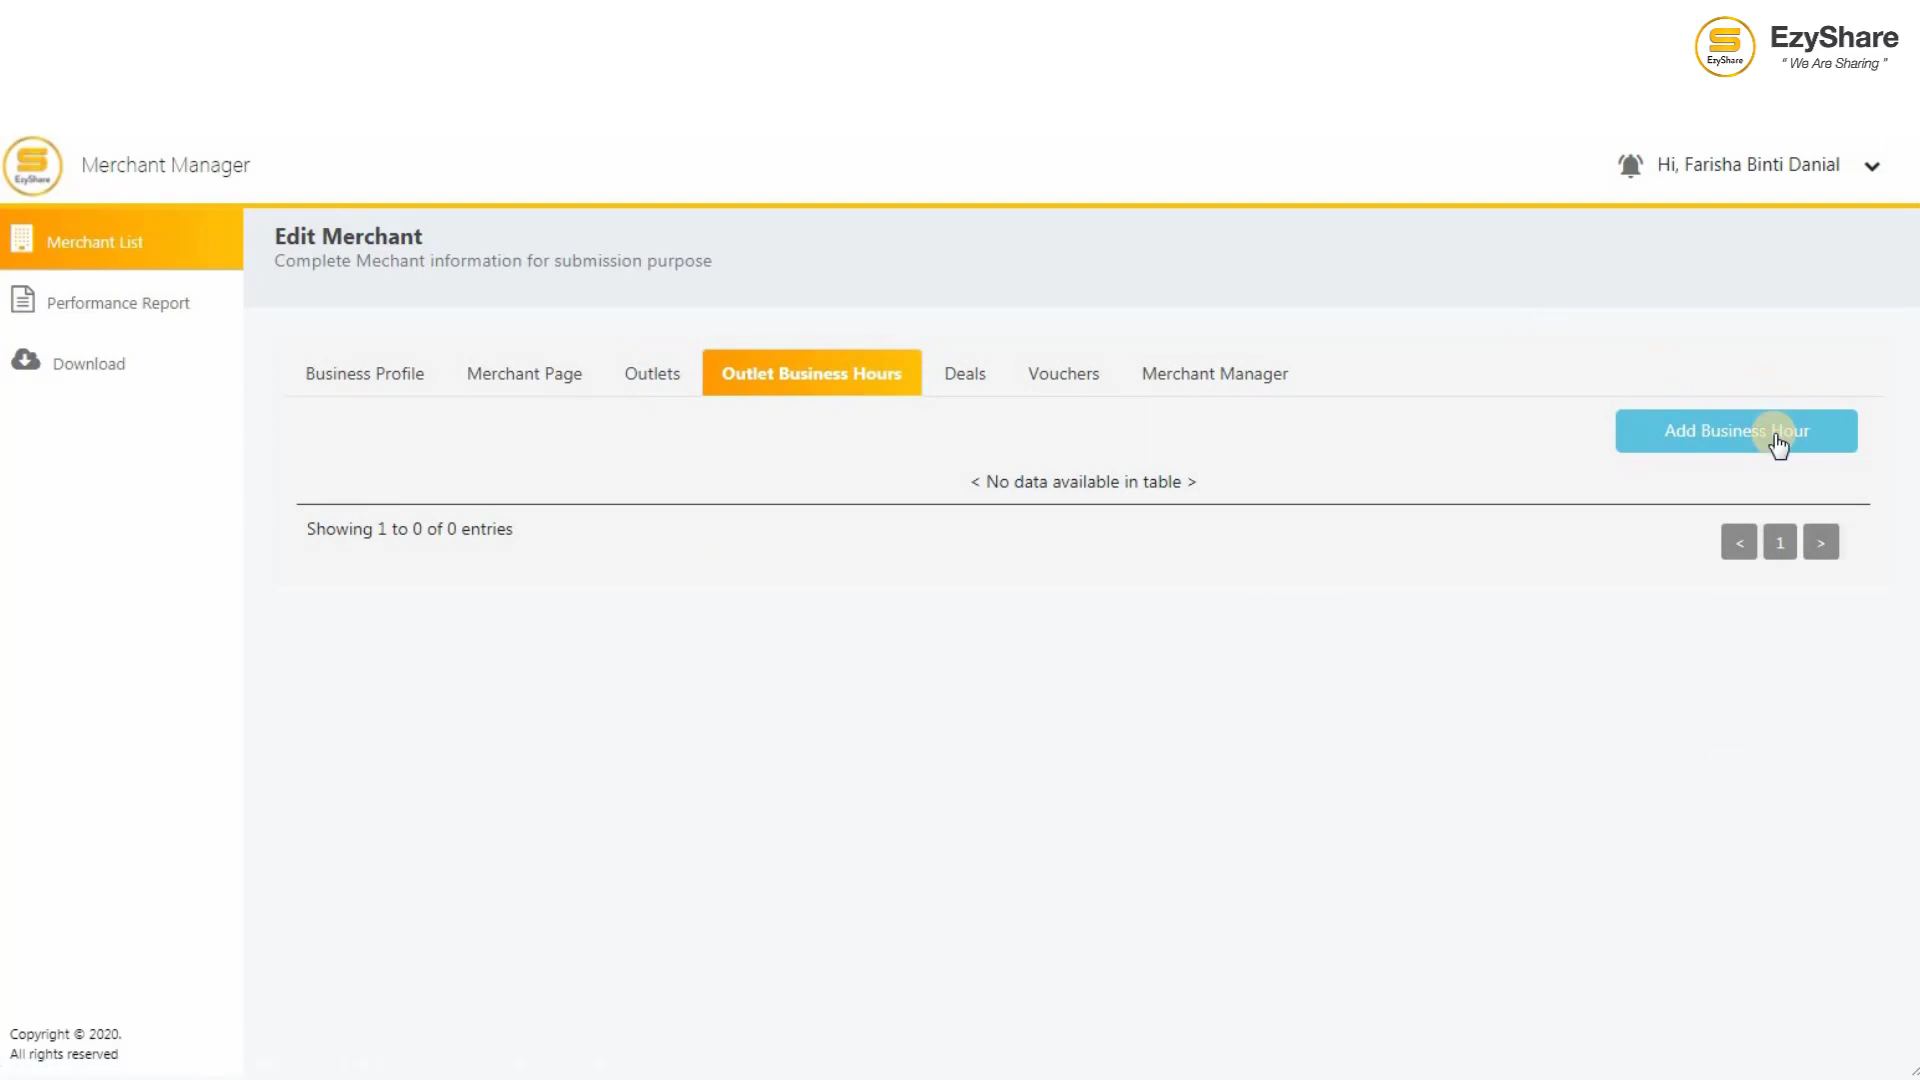 EzyShare
EzyShare
" We Are Sharing "
EzyShare
Merchant Manager
Hi, Farisha Binti Danial
Merchant List
Performance Report
Download
Edit Merchant
Complete Mechant information for submission purpose
Business Profile
Merchant Page
Outlets
Outlet Business Hours
Deals
Vouchers
Merchant Manager
Add Business Hour
< No data available in table >
Showing 1 to 0 of 0 entries
< 1 >
Copyright © 2020.
All rights reserved